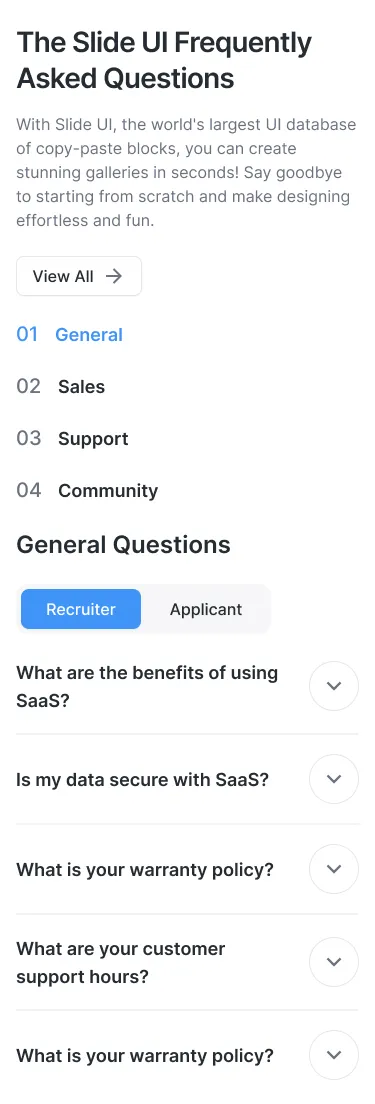 The Slide UI Frequently
Asked Questions
With Slide UI, the world's largest UI database
of copy-paste blocks, you can create
stunning galleries in seconds! Say goodbye
to starting from scratch and make designing
effortless and fun.
View All
01 General
02 Sales
03 Support
04 Community
General Questions
Recruiter Applicant
What are the benefits of using
SaaS?
Is my data secure with SaaS?
What is your warranty policy?
What are your customer
support hours?
What is your warranty policy?